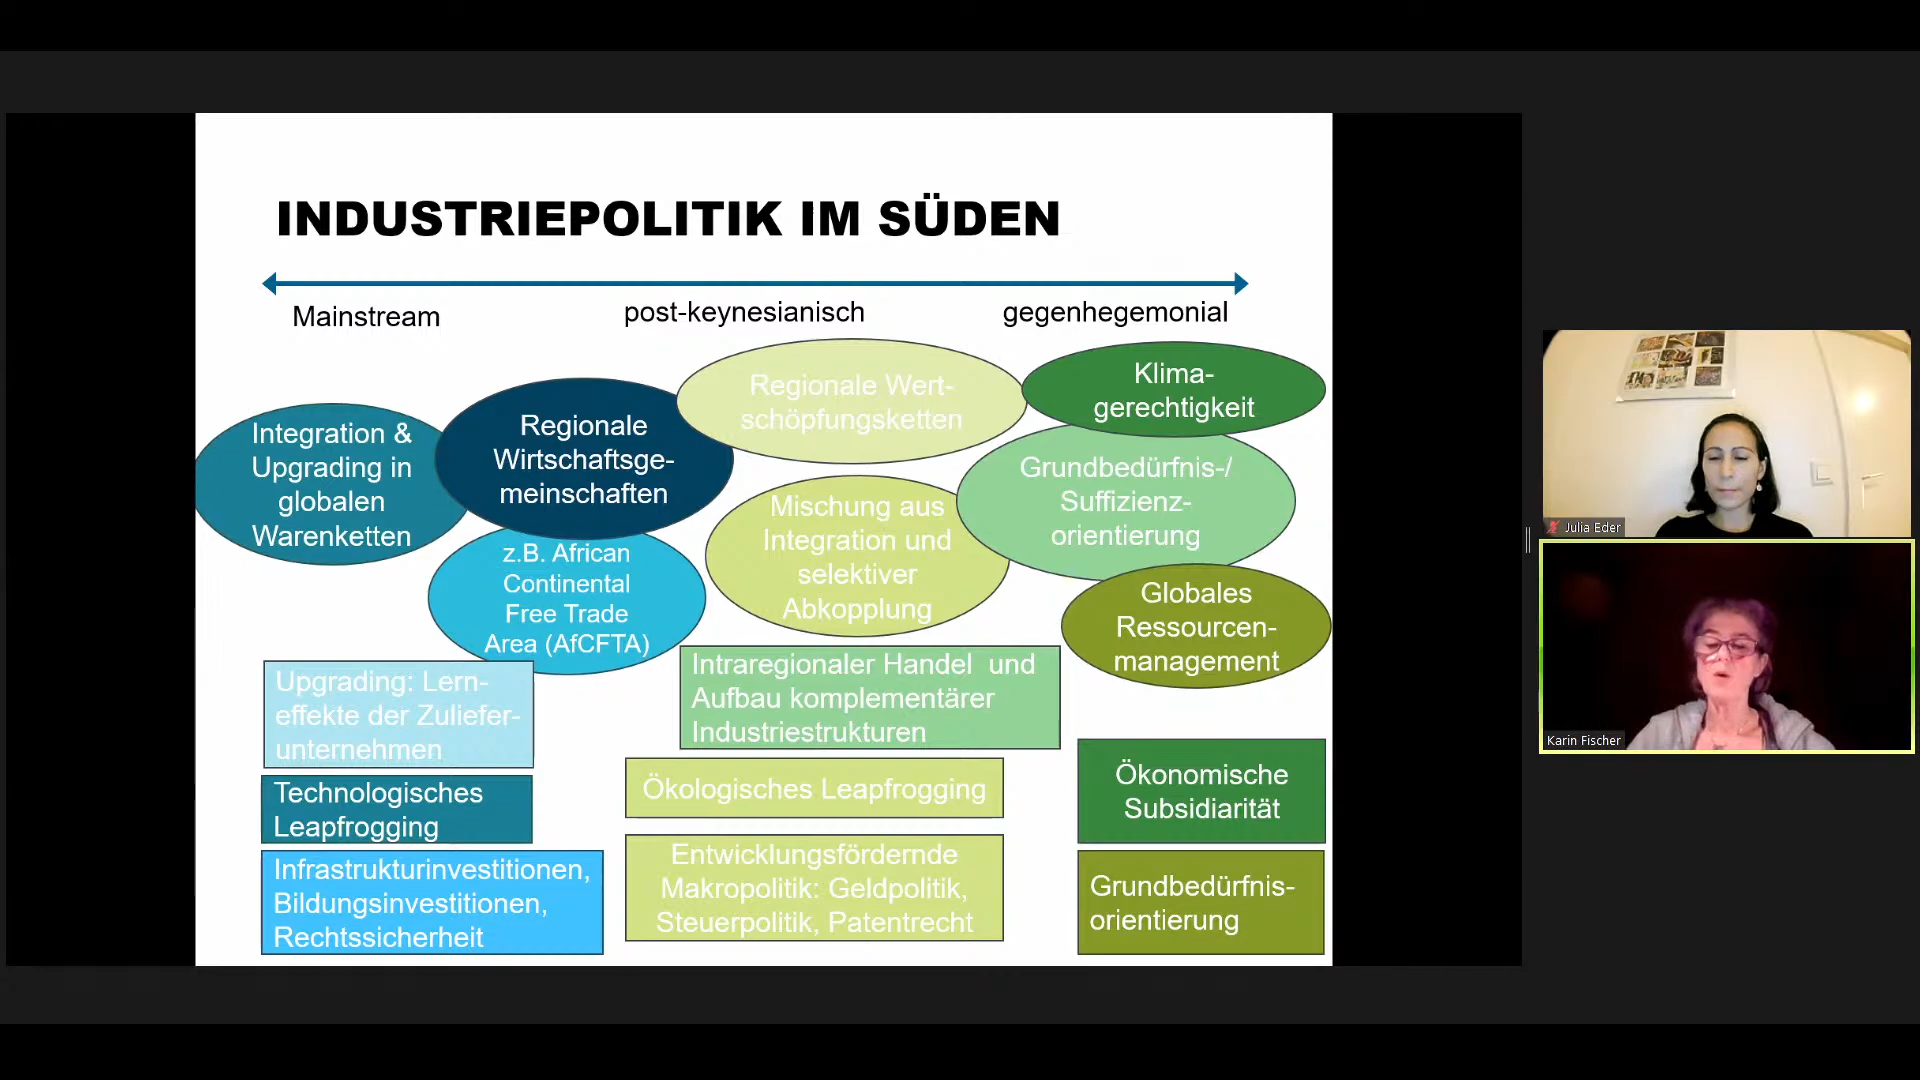 INDUSTRIEPOLITIK IM SÜDEN
Mainstream
post-keynesianisch
gegenhegemonial
Integration &
Upgrading in
globalen
Warenketten
Regionale
Wirtschaftsge-
meinschaften
z.B. African
Continental
Free Trade
Area (AfCFTA)
Regionale Wert-
schöpfungsketten
Mischung aus
Integration und
selektiver
Abkopplung
Klima-
gerechtigkeit
Grundbedürfnis-/
Suffizienz-
orientierung
Globales
Ressourcen-
management
Upgrading: Lern-
effekte der Zuliefer-
unternehmen
Technologisches
Leapfrogging
Infrastrukturinvestitionen,
Bildungsinvestitionen,
Rechtssicherheit
Intraregionaler Handel und
Aufbau komplementärer
Industriestrukturen
Ökologisches Leapfrogging
Entwicklungsfördernde
Makropolitik: Geldpolitik,
Steuerpolitik, Patentrecht
Ökonomische
Subsidiarität
Grundbedürfnis-
orientierung
Julia Eder
Karin Fischer